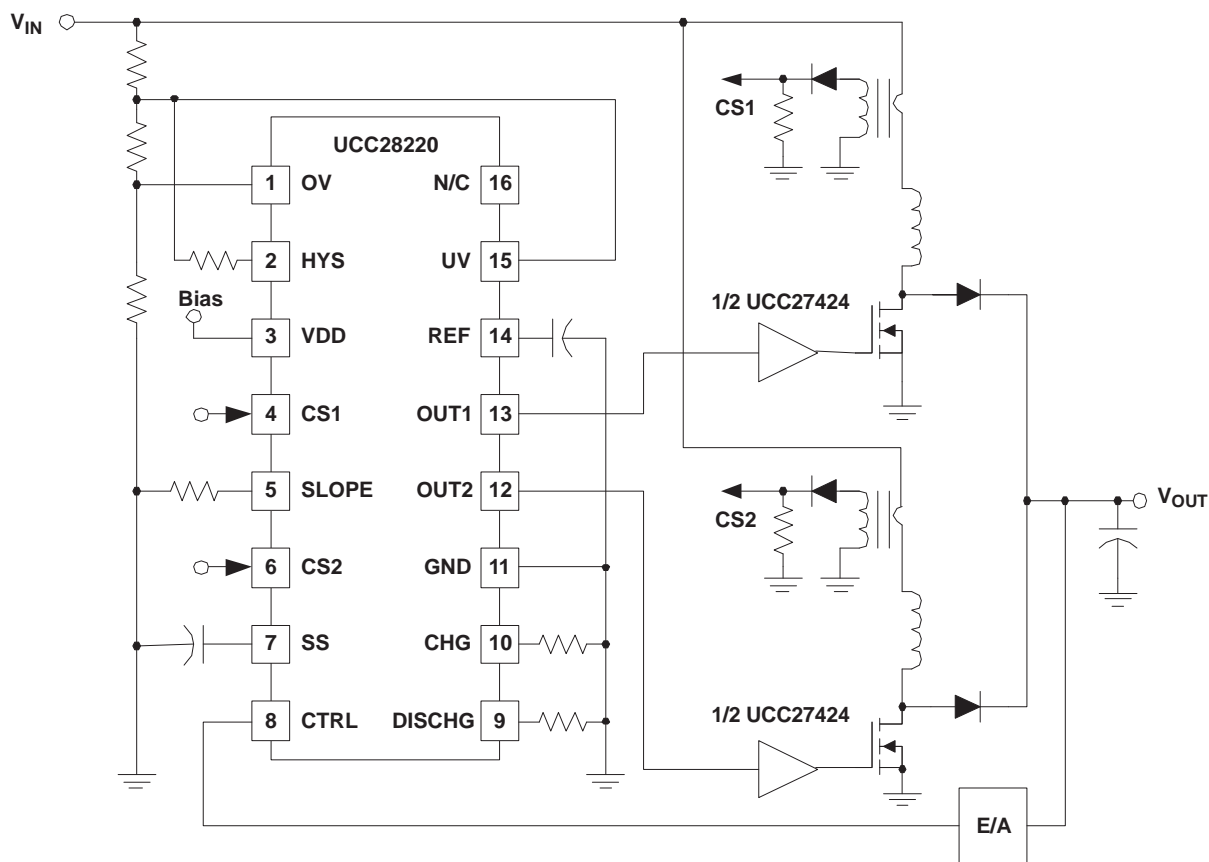 VIN
CS1
UCC28220
1 OV N/C 16
2 HYS UV 15
Bias
1/2 UCC27424
3 VDD REF 14
4 CS1 OUT1 13
5 SLOPE OUT2 12
CS2
VOUT
6 CS2 GND 11
7 SS CHG 10
8 CTRL DISCHG 9
1/2 UCC27424
E/A